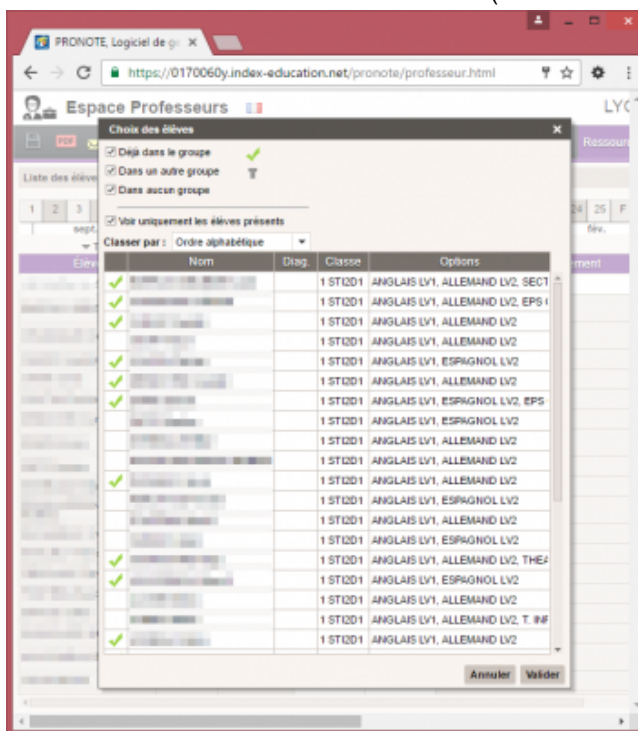 PRONOTE, Logiciel de g
https://0170060y.index-education.net/pronote/professeur.html
Espace Professeurs
LYC
PDF
Choix des élèves
Ressour
Déjà dans le groupe
Dans un autre groupe
Dans aucun groupe
Liste des élève
1 2 3
24 25 F
sept.
fév.
Voir uniquement les élèves présents
Classer par : Ordre alphabétique
Élèv
ment
Nom Diag. Classe Options
1 STI2D1 ANGLAIS LV1, ALLEMAND LV2, SECT
1 STI2D1 ANGLAIS LV1, ALLEMAND LV2, EPS
1 STI2D1 ANGLAIS LV1, ALLEMAND LV2
1 STI2D1 ANGLAIS LV1, ALLEMAND LV2
1 STI2D1 ANGLAIS LV1, ESPAGNOL LV2
1 STI2D1 ANGLAIS LV1, ALLEMAND LV2
1 STI2D1 ANGLAIS LV1, ESPAGNOL LV2, EPS
1 STI2D1 ANGLAIS LV1, ESPAGNOL LV2
1 STI2D1 ANGLAIS LV1, ALLEMAND LV2
1 STI2D1 ANGLAIS LV1, ALLEMAND LV2
1 STI2D1 ANGLAIS LV1, ALLEMAND LV2
1 STI2D1 ANGLAIS LV1, ESPAGNOL LV2
1 STI2D1 ANGLAIS LV1, ALLEMAND LV2
1 STI2D1 ANGLAIS LV1, ESPAGNOL LV2
1 STI2D1 ANGLAIS LV1, ALLEMAND LV2, THEA
1 STI2D1 ANGLAIS LV1, ESPAGNOL LV2
1 STI2D1 ANGLAIS LV1, ALLEMAND LV2
1 STI2D1 ANGLAIS LV1, ALLEMAND LV2, T. INF
1 STI2D1 ANGLAIS LV1, ALLEMAND LV2
Annuler Valider